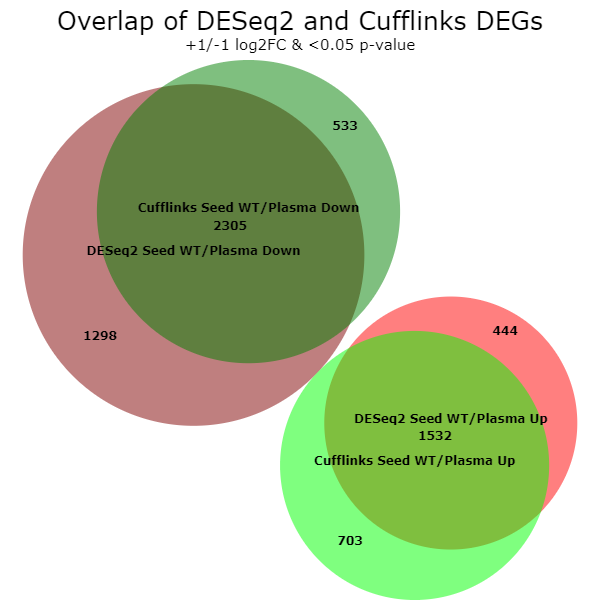 Overlap of DESeq2 and Cufflinks DEGs
+1/-1 log2FC & <0.05 p-value
533
Cufflinks Seed WT/Plasma Down
2305
DESeq2 Seed WT/Plasma Down
1298
444
DESeq2 Seed WT/Plasma Up
1532
Cufflinks Seed WT/Plasma Up
703